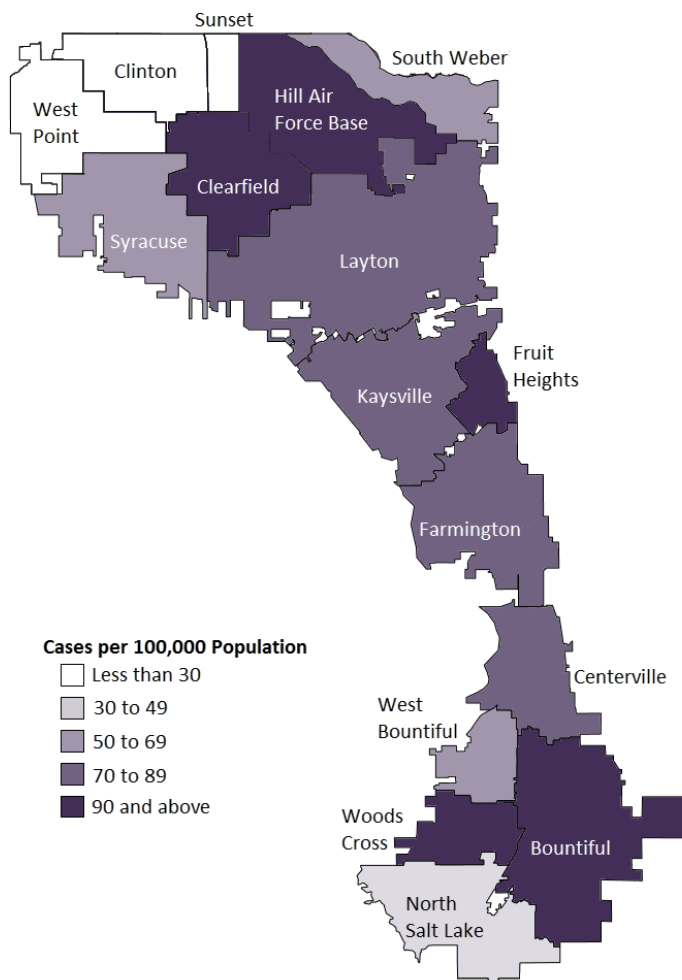 Sunset
South Weber
Clinton
Hill Air
Force Base
West
Point
Clearfield
Syracuse
Layton
Fruit
Heights
Kaysville
Farmington
Cases per 100,000 Population
Less than 30
30 to 49
50 to 69
70 to 89
90 and above
Centerville
West
Bountiful
Woods
Cross
Bountiful
North
Salt Lake